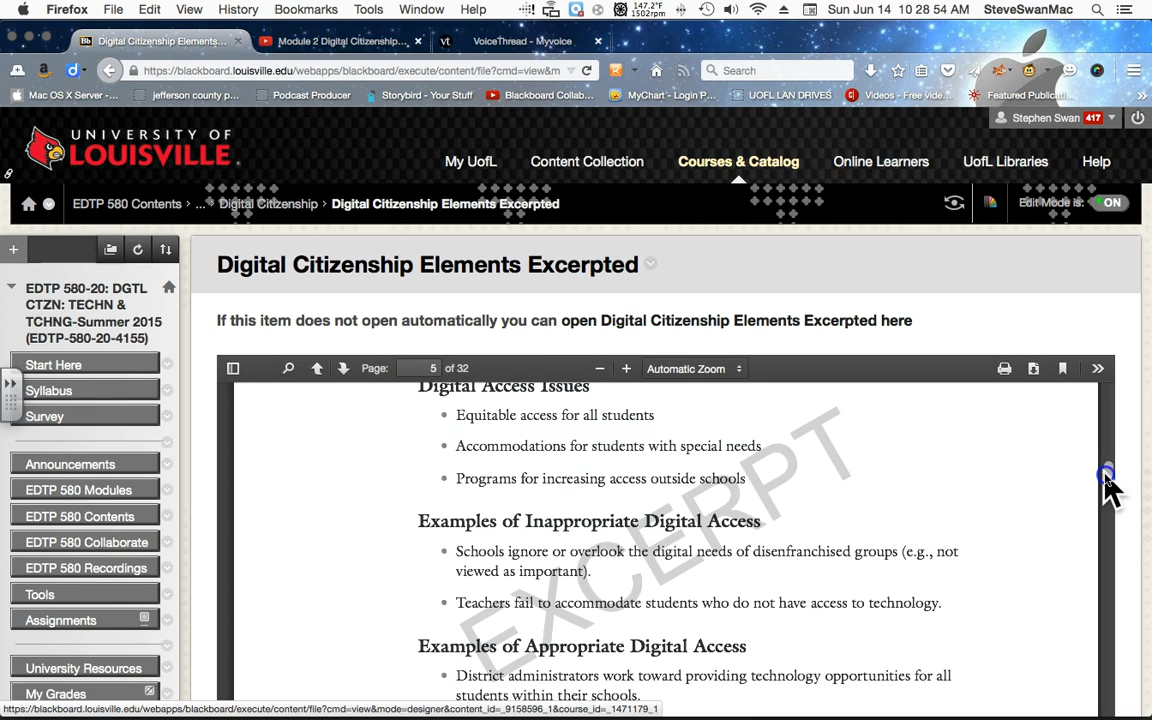 Firefox File Edit View History Bookmarks Tools Window Help 147.2°F 1502rpm Sun Jun 14 10:28:54 AM SteveSwanMac
Digital Citizenship Elements... Module 2 Digital Citizenship... VoiceThread - Myvoice
https://blackboard.louisville.edu/webapps/blackboard/execute/content/file?cmd=view&m Search
Mac OS X Server -... jefferson county p... Podcast Producer Storybird - Your Stuff Blackboard Collab... MyChart - Login P... UOFL LAN DRIVES Videos - Free vide... Featured Publicati...
Stephen Swan 417
UNIVERSITY OF
LOUISVILLE.
My UofL Content Collection Courses & Catalog Online Learners UofL Libraries Help
EDTP 580 Contents > ... > Digital Citizenship > Digital Citizenship Elements Excerpted Edit Mode is: ON
Digital Citizenship Elements Excerpted
EDTP 580-20: DGTL
CTZN: TECHN &
TCHNG-Summer 2015
(EDTP-580-20-4155)
Start Here
Syllabus
Survey
Announcements
EDTP 580 Modules
EDTP 580 Contents
EDTP 580 Collaborate
EDTP 580 Recordings
Tools
Assignments
University Resources
My Grades
If this item does not open automatically you can open Digital Citizenship Elements Excerpted here
Page: 5 of 32 Automatic Zoom
Digital Access Issues
• Equitable access for all students
• Accommodations for students with special needs
• Programs for increasing access outside schools
Examples of Inappropriate Digital Access
• Schools ignore or overlook the digital needs of disenfranchised groups (e.g., not
viewed as important).
• Teachers fail to accommodate students who do not have access to technology.
Examples of Appropriate Digital Access
• District administrators work toward providing technology opportunities for all
students within their schools.
EXCERPT
https://blackboard.louisville.edu/webapps/blackboard/execute/content/file?cmd=view&mode=designer&content_id=_9158596_1&course_id=_1471179_1